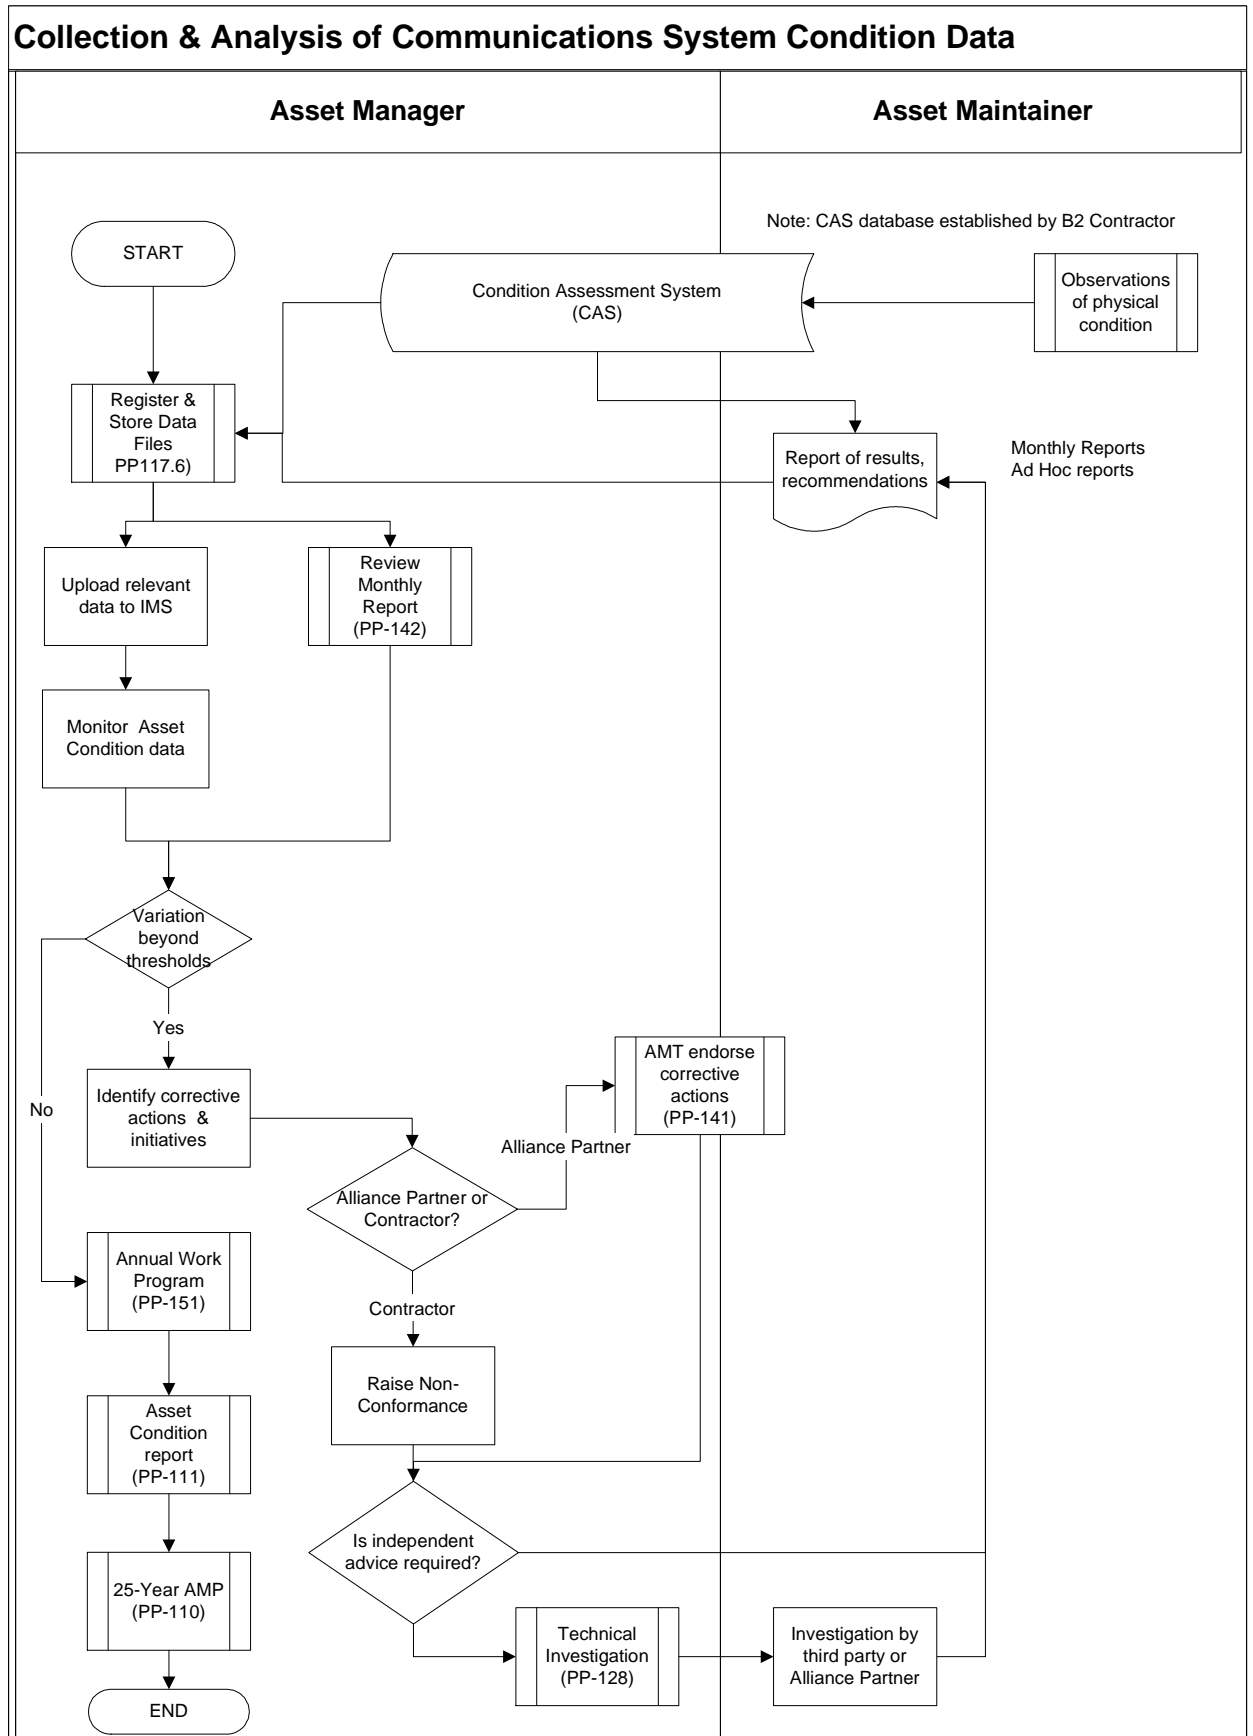 Collection & Analysis of Communications System Condition Data
Asset Manager
Asset Maintainer
Note: CAS database established by B2 Contractor
START
Condition Assessment System
(CAS)
Observations
of physical
condition
Register &
Store Data
Files
PP117.6)
Report of results,
recommendations
Monthly Reports
Ad Hoc reports
Upload relevant
data to IMS
Review
Monthly
Report
(PP-142)
Monitor Asset
Condition data
Variation
beyond
thresholds
Yes
No
Identify corrective
actions &
initiatives
AMT endorse
corrective
actions
(PP-141)
Alliance Partner
Alliance Partner or
Contractor?
Annual Work
Program
(PP-151)
Contractor
Raise Non-
Conformance
Asset
Condition
report
(PP-111)
Is independent
advice required?
25-Year AMP
(PP-110)
Technical
Investigation
(PP-128)
Investigation by
third party or
Alliance Partner
END